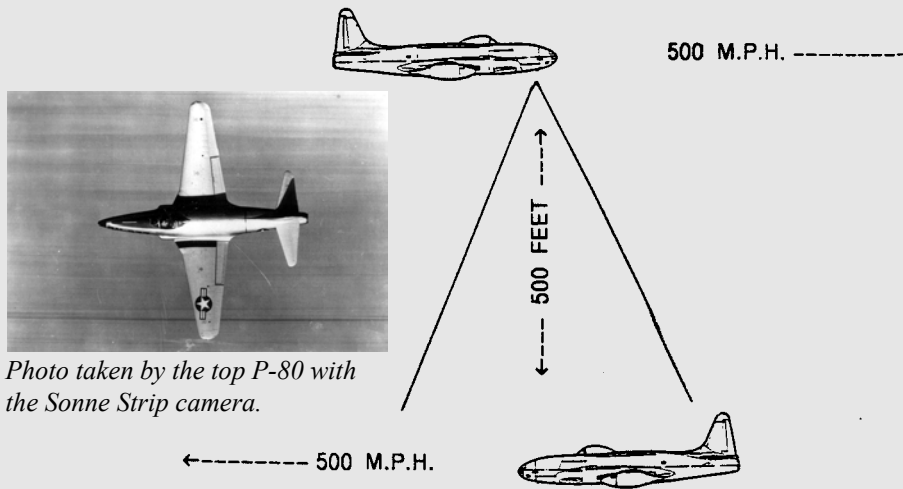 500 M.P.H. ---------
500 FEET
Photo taken by the top P-80 with
the Sonne Strip camera.
<-------- 500 M.P.H.